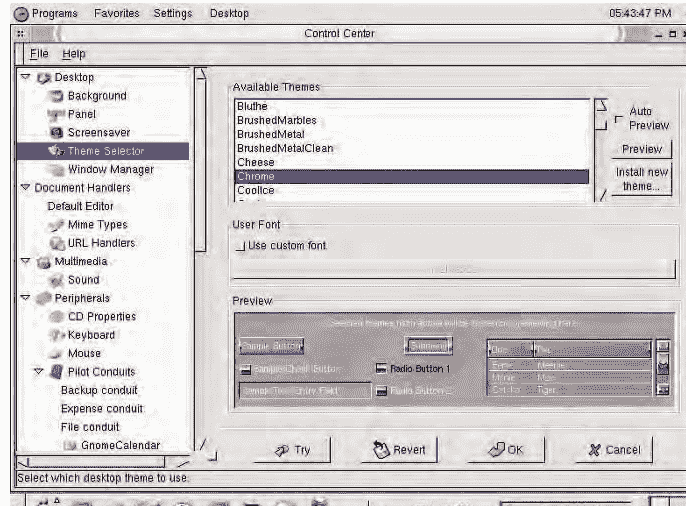 Programs Favorites Settings Desktop 05:43:47 PM
Control Center
File Help
Desktop
Background
Panel
Screensaver
Theme Selector
Window Manager
Document Handlers
Default Editor
Mime Types
URL Handlers
Multimedia
Sound
Peripherals
CD Properties
Keyboard
Mouse
Pilot Conduits
Backup conduit
Expense conduit
File conduit
GnomeCalendar
Available Themes
Bluthe
BrushedMarbles
BrushedMetal
BrushedMetalClean
Cheese
Chrome
CoolIce
Auto
Preview
Preview
Install new
theme...
User Font
Use custom font
Preview
Sample Button
Radio Button 1
Try
Revert
OK
Cancel
Select which desktop theme to use.